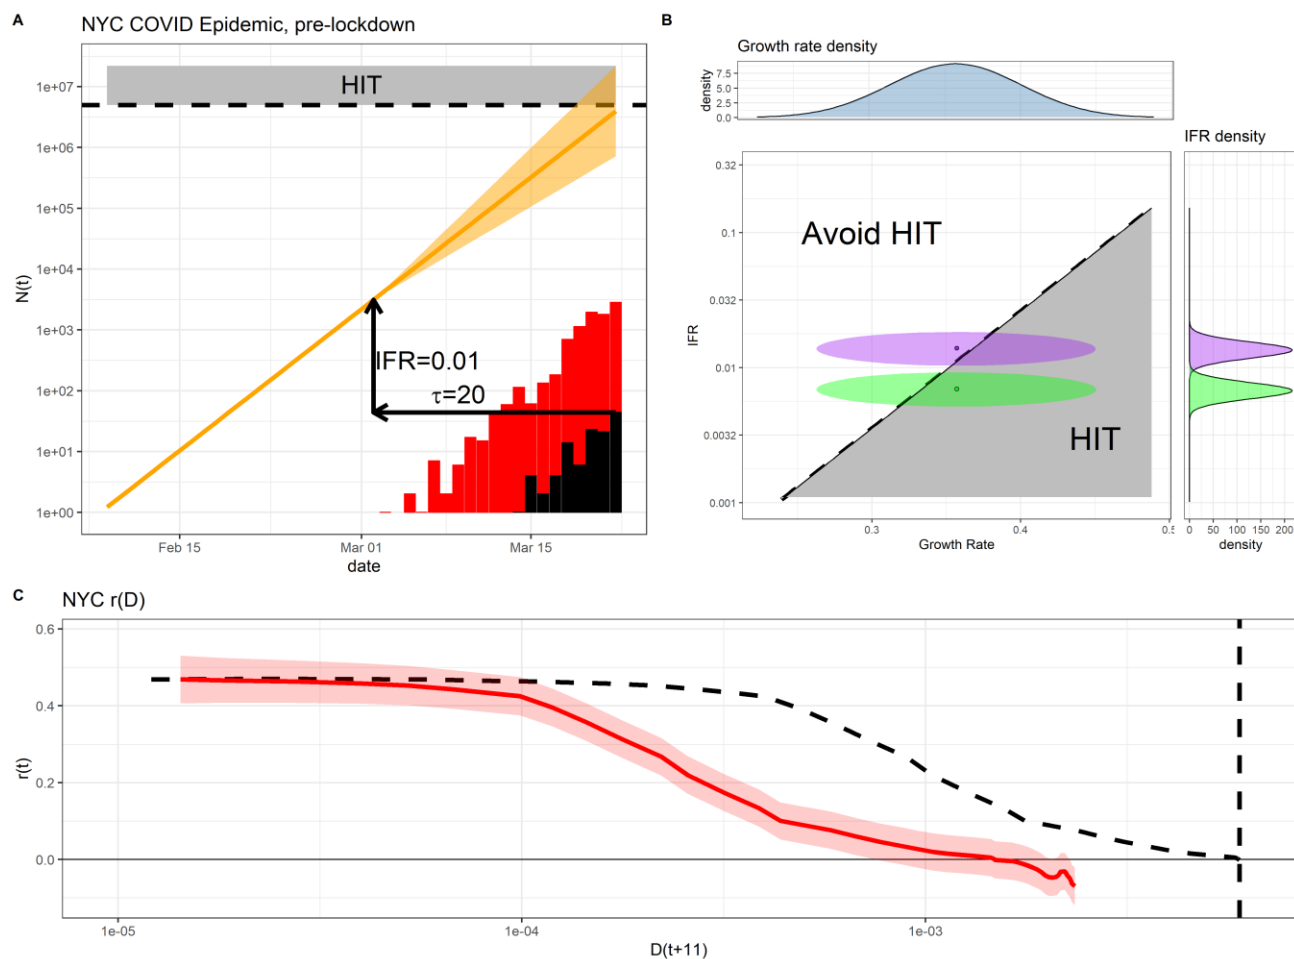 A
NYC COVID Epidemic, pre-lockdown
HIT
N(t)
1e+07
1e+06
1e+05
1e+04
1e+03
1e+02
1e+01
1e+00
IFR=0.01
τ=20
Feb 15
Mar 01
Mar 15
date
B
Growth rate density
density
7.5
5.0
2.5
0.0
IFR density
IFR
0.32
0.1
0.032
0.01
0.0032
0.001
Avoid HIT
HIT
0.3
0.4
0.5
Growth Rate
0
50
100
150
200
density
C
NYC r(D)
r(t)
0.6
0.4
0.2
0.0
1e-05
1e-04
1e-03
D(t+11)